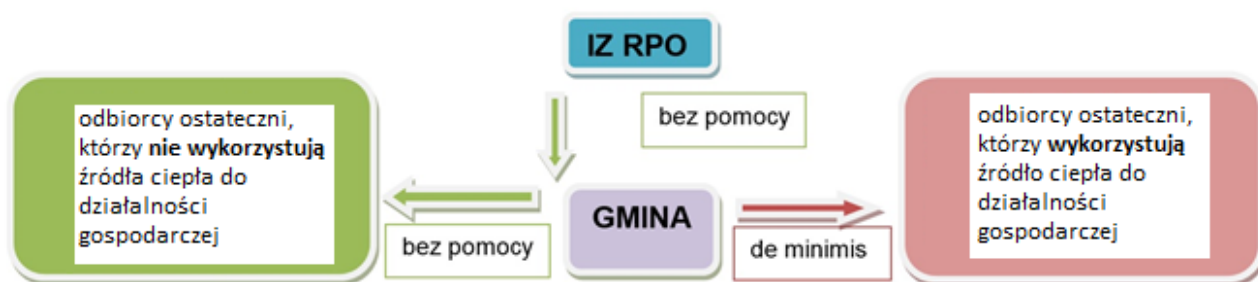 IZ RPO
bez pomocy
odbiorcy ostateczni,
którzy nie wykorzystują
źródła ciepła do
działalności
gospodarczej
bez pomocy
GMINA
de minimis
odbiorcy ostateczni,
którzy wykorzystują
źródło ciepła do
działalności
gospodarczej